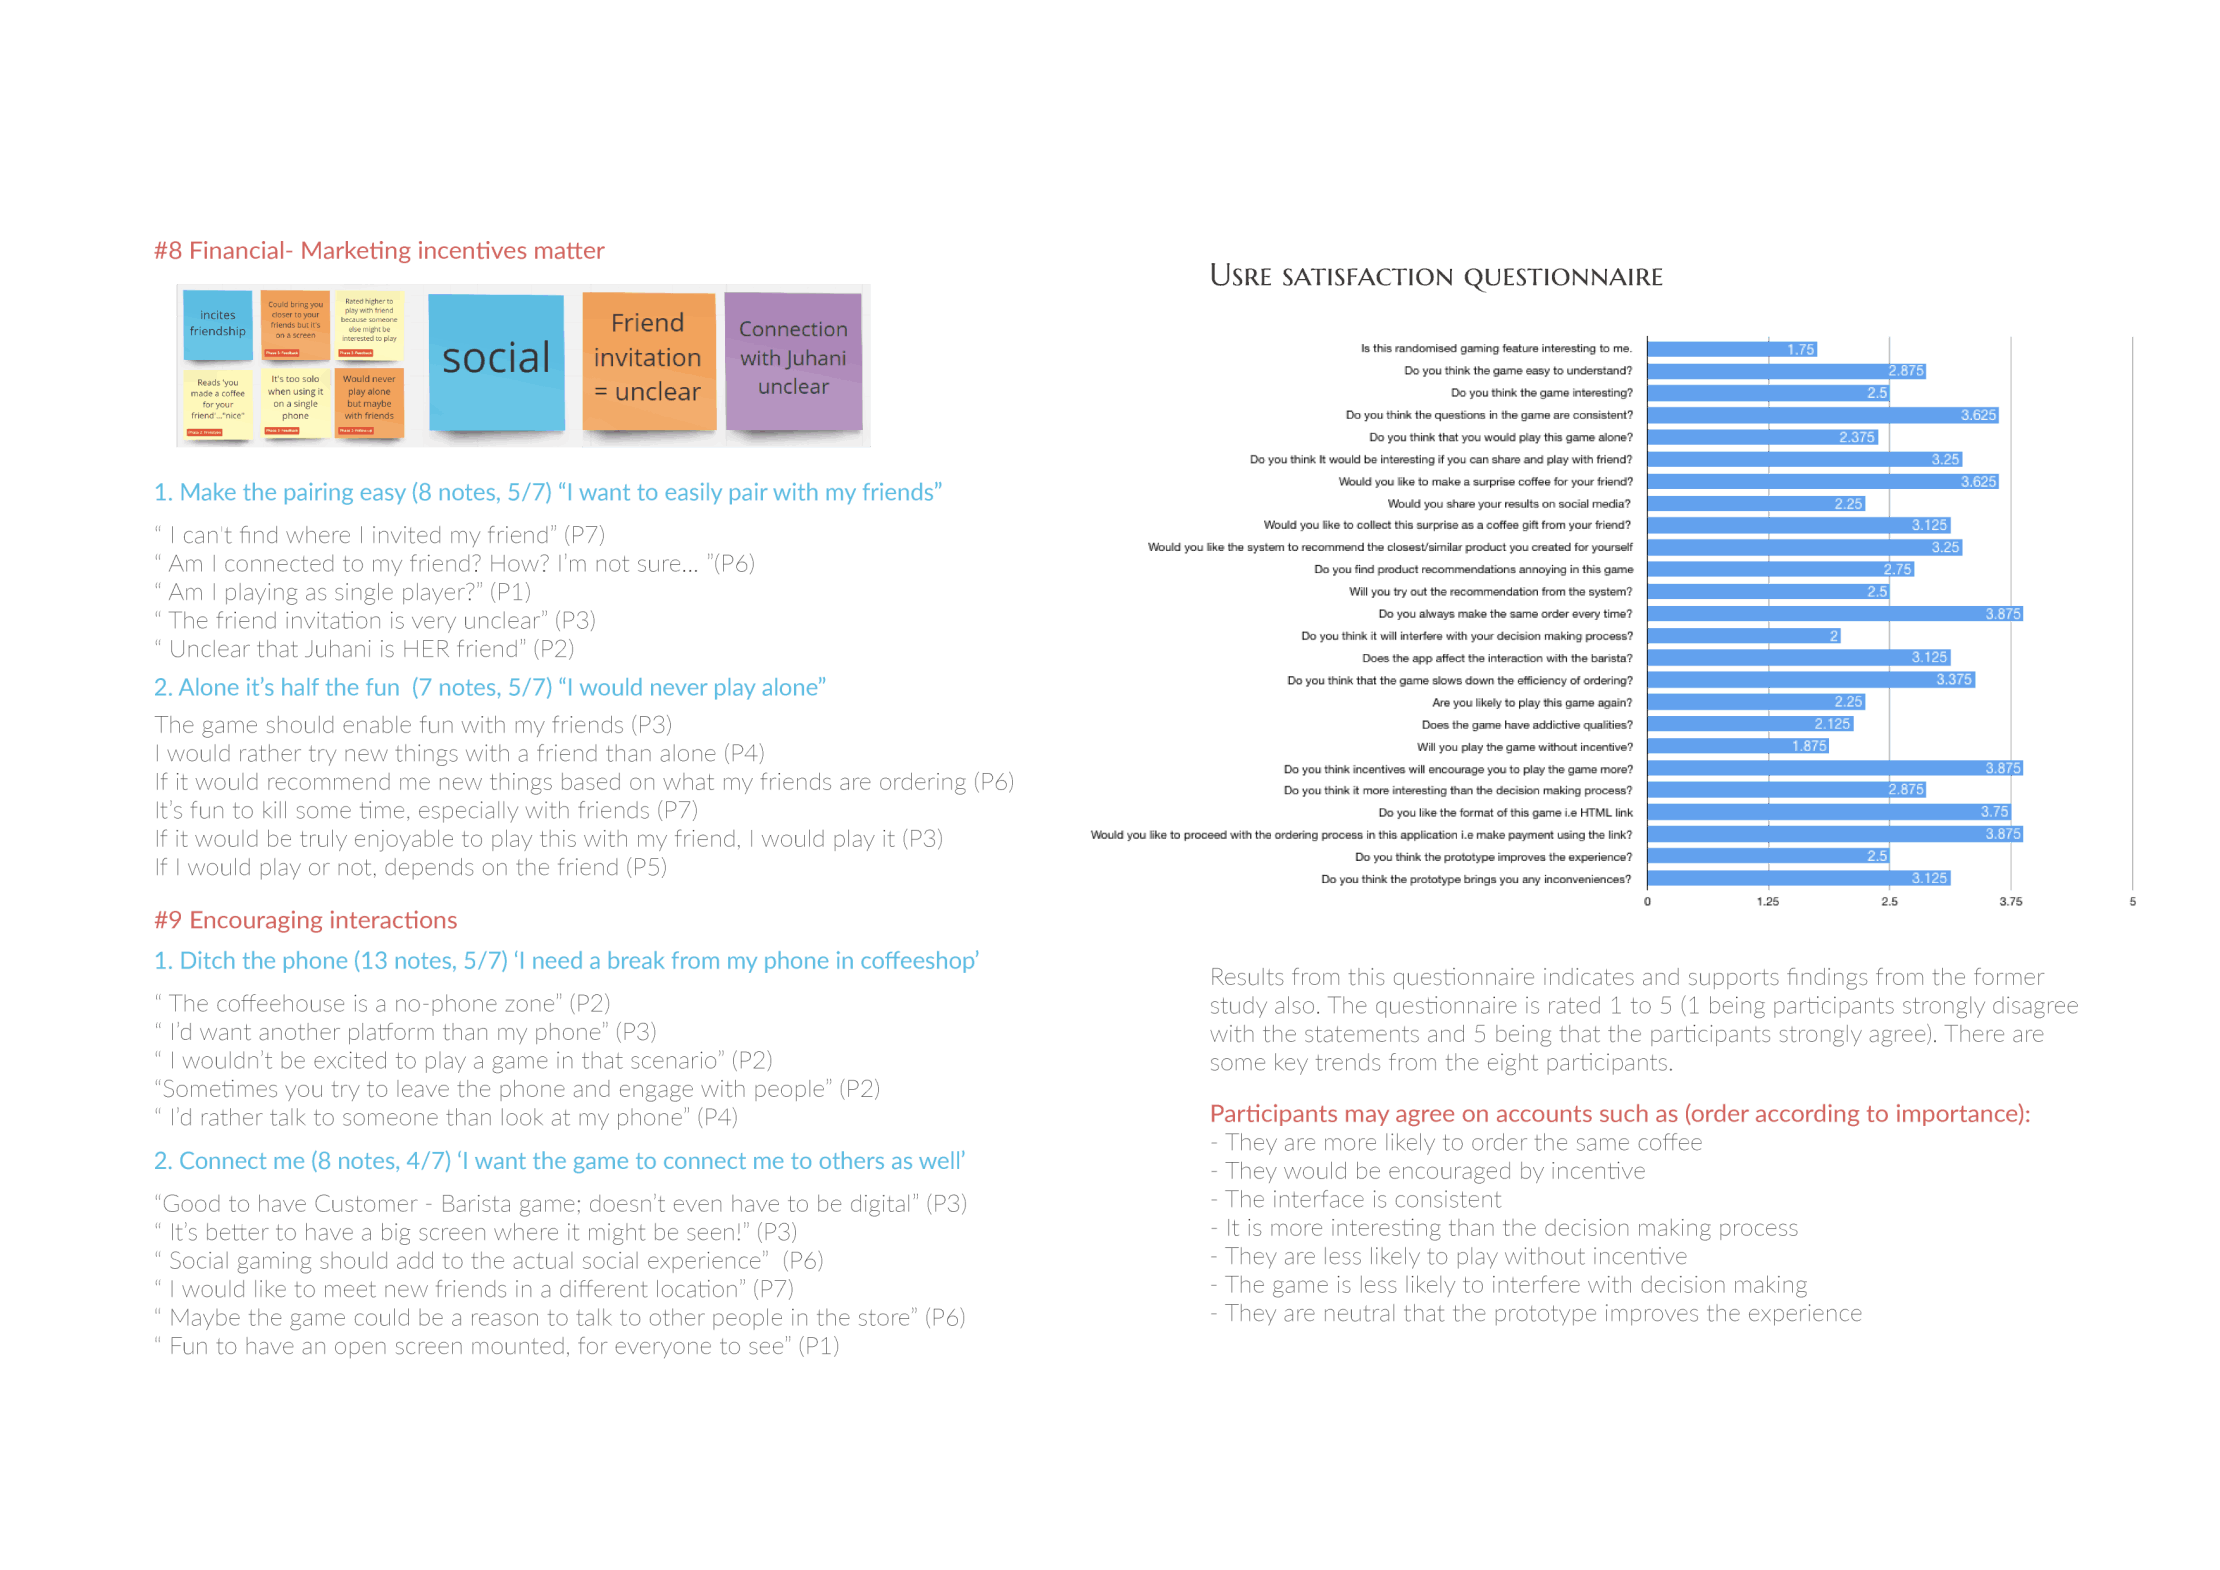 #8 Financial- Marketing incentives matter
incites
friendship
Could bring you
closer to your
friends but it's
on a screen
Phase 3: Feedback
Rated higher to
play with friend
because someone
else might be
interested to play
Phase 3: Feedback
Reads 'you
made a coffee
for your
friend'..."nice"
Phase 2: Prototype
It's too solo
when using it
on a single
phone
Phase 3: Feedback
Would never
play alone
but maybe
with friends
Phase 3: Follow up
social
Friend
invitation
= unclear
Connection
with Juhani
unclear
1. Make the pairing easy (8 notes, 5/7) “I want to easily pair with my friends”
“ I can't find where I invited my friend” (P7)
“ Am I connected to my friend? How? I’m not sure... ”(P6)
“ Am I playing as single player?” (P1)
“ The friend invitation is very unclear” (P3)
“ Unclear that Juhani is HER friend” (P2)
2. Alone it’s half the fun (7 notes, 5/7) “I would never play alone”
The game should enable fun with my friends (P3)
I would rather try new things with a friend than alone (P4)
If it would recommend me new things based on what my friends are ordering (P6)
It’s fun to kill some time, especially with friends (P7)
If it would be truly enjoyable to play this with my friend, I would play it (P3)
If I would play or not, depends on the friend (P5)
#9 Encouraging interactions
1. Ditch the phone (13 notes, 5/7) ‘I need a break from my phone in coffeeshop’
“ The coffeehouse is a no-phone zone” (P2)
“ I’d want another platform than my phone” (P3)
“ I wouldn’t be excited to play a game in that scenario” (P2)
“Sometimes you try to leave the phone and engage with people” (P2)
“ I’d rather talk to someone than look at my phone” (P4)
2. Connect me (8 notes, 4/7) ‘I want the game to connect me to others as well’
“Good to have Customer - Barista game; doesn’t even have to be digital” (P3)
“ It’s better to have a big screen where it might be seen!” (P3)
“ Social gaming should add to the actual social experience” (P6)
“ I would like to meet new friends in a different location” (P7)
“ Maybe the game could be a reason to talk to other people in the store” (P6)
“ Fun to have an open screen mounted, for everyone to see” (P1)
Usre satisfaction questionnaire
Is this randomised gaming feature interesting to me. 1.75
Do you think the game easy to understand? 2.875
Do you think the game interesting? 2.5
Do you think the questions in the game are consistent? 3.625
Do you think that you would play this game alone? 2.375
Do you think It would be interesting if you can share and play with friend? 3.25
Would you like to make a surprise coffee for your friend? 3.625
Would you share your results on social media? 2.25
Would you like to collect this surprise as a coffee gift from your friend? 3.125
Would you like the system to recommend the closest/similar product you created for yourself 3.25
Do you find product recommendations annoying in this game 2.75
Will you try out the recommendation from the system? 2.5
Do you always make the same order every time? 3.875
Do you think it will interfere with your decision making process? 2
Does the app affect the interaction with the barista? 3.125
Do you think that the game slows down the efficiency of ordering? 3.375
Are you likely to play this game again? 2.25
Does the game have addictive qualities? 2.125
Will you play the game without incentive? 1.875
Do you think incentives will encourage you to play the game more? 3.875
Do you think it more interesting than the decision making process? 2.875
Do you like the format of this game i.e HTML link 3.75
Would you like to proceed with the ordering process in this application i.e make payment using the link? 3.875
Do you think the prototype improves the experience? 2.5
Do you think the prototype brings you any inconveniences? 3.125
0 1.25 2.5 3.75 5
Results from this questionnaire indicates and supports findings from the former
study also. The questionnaire is rated 1 to 5 (1 being participants strongly disagree
with the statements and 5 being that the participants strongly agree). There are
some key trends from the eight participants.
Participants may agree on accounts such as (order according to importance):
- They are more likely to order the same coffee
- They would be encouraged by incentive
- The interface is consistent
- It is more interesting than the decision making process
- They are less likely to play without incentive
- The game is less likely to interfere with decision making
- They are neutral that the prototype improves the experience